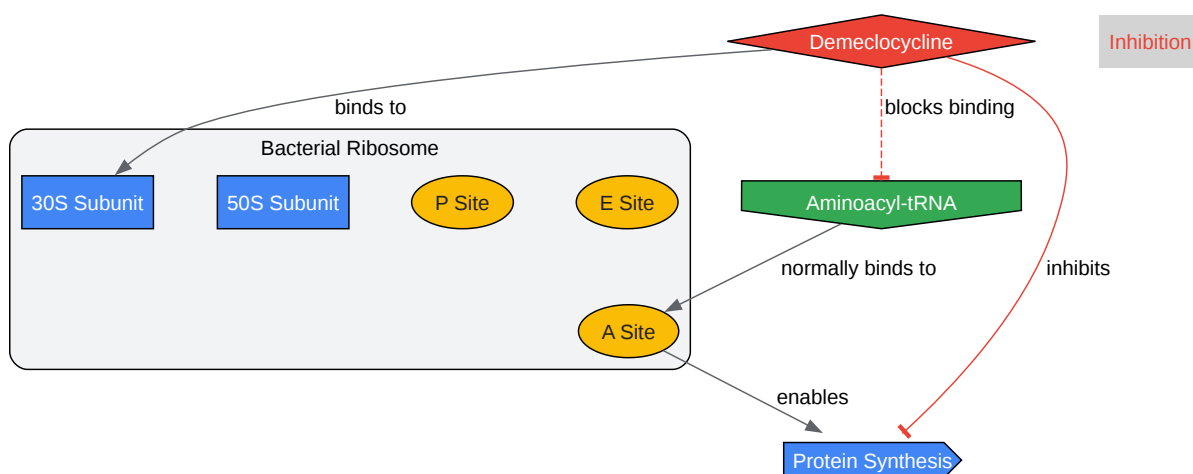 Demeclocycline
Inhibition
binds to
blocks binding
Bacterial Ribosome
30S Subunit
50S Subunit
P Site
E Site
Aminoacyl-tRNA
normally binds to
inhibits
A Site
enables
Protein Synthesis